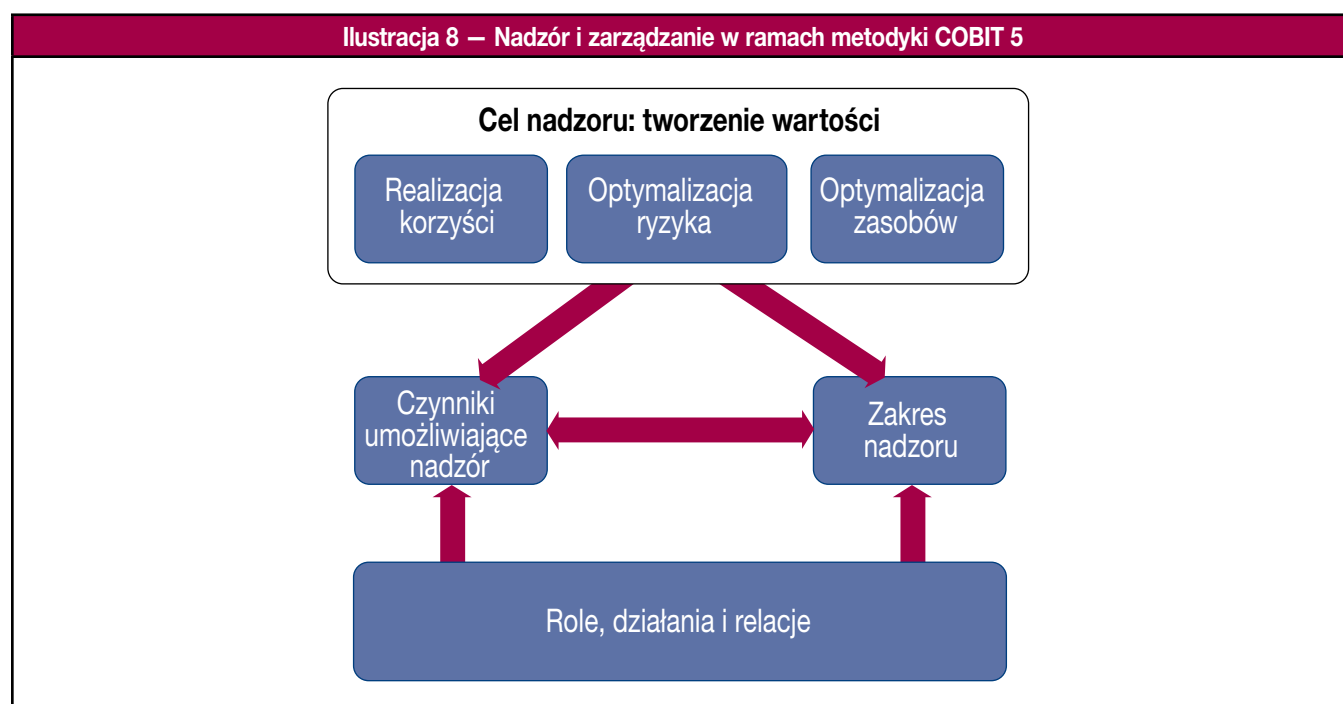 Ilustracja 8 — Nadzór i zarządzanie w ramach metodyki COBIT 5
Cel nadzoru: tworzenie wartości
Realizacja
korzyści
Optymalizacja
ryzyka
Optymalizacja
zasobów
Czynniki
umożliwiające
nadzór
Zakres
nadzoru
Role, działania i relacje